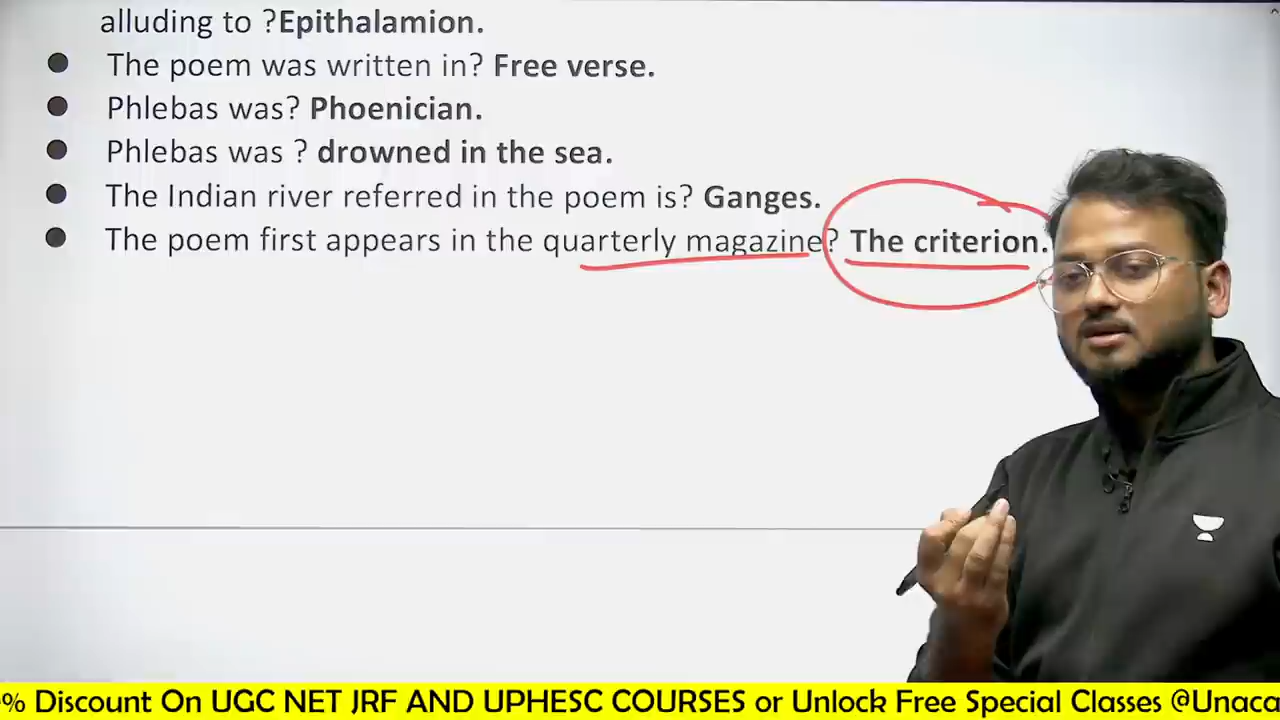 alluding to ?Epithalamion.
● The poem was written in? Free verse.
● Phlebas was? Phoenician.
● Phlebas was ? drowned in the sea.
● The Indian river referred in the poem is? Ganges.
● The poem first appears in the quarterly magazine? The criterion.
% Discount On UGC NET JRF AND UPHESC COURSES or Unlock Free Special Classes @Unaca